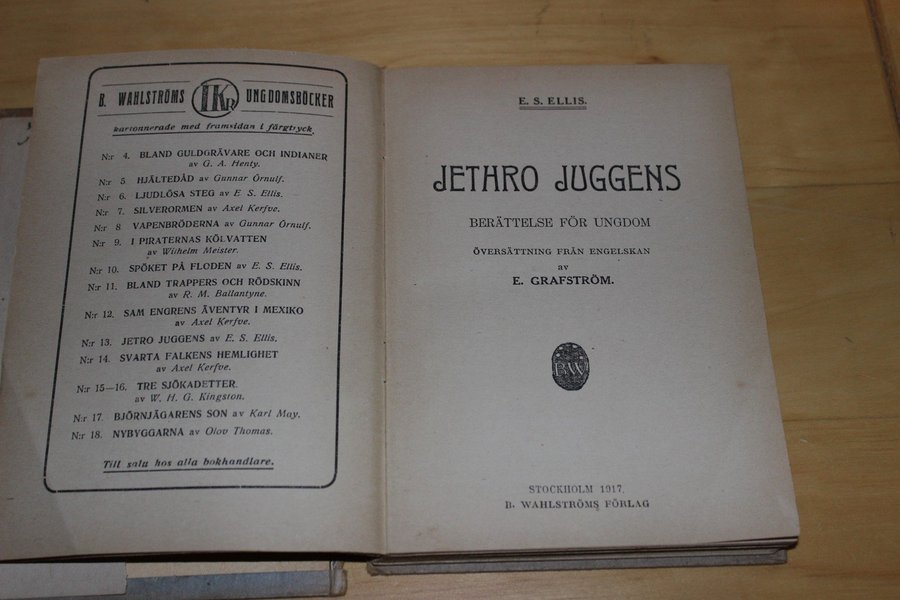 B. WAHLSTRÖMS 1Kr UNGDOMSBÖCKER
kartonnerade med framsidan i färgtryck.
N:r 4. BLAND GULDGRÄVARE OCH INDIANER
av G. A. Henty.
N:r 5 HJÄLTEDÅD av Gunnar Örnulf.
N:r 6. LJUDLÖSA STEG av E. S. Ellis.
N:r 7. SILVERORMEN av Axel Kerfve.
N:r 8 VAPENBRÖDERNA av Gunnar Örnulf.
N:r 9. I PIRATERNAS KÖLVATTEN
av Wilhelm Meister.
N:r 10. SPÖKET PÅ FLODEN av E. S. Ellis.
N:r 11. BLAND TRAPPERS OCH RÖDSKINN
av R. M. Ballantyne.
N:r 12. SAM ENGRENS ÄVENTYR I MEXIKO
av Axel Kerfve.
N:r 13. JETRO JUGGENS av E. S. Ellis.
N:r 14. SVARTA FALKENS HEMLIGHET
av Axel Kerfve.
N:r 15—16. TRE SJÖKADETTER.
av W. H. G. Kingston.
N:r 17. BJÖRNJÄGARENS SON av Karl May.
N:r 18. NYBYGGARNA av Olov Thomas.
Till salu hos alla bokhandlare.
E. S. ELLIS.
JETHRO JUGGENS
BERÄTTELSE FÖR UNGDOM
ÖVERSÄTTNING FRÅN ENGELSKAN
av
E. GRAFSTRÖM.
B W
STOCKHOLM 1917.
B. WAHLSTRÖMS FÖRLAG